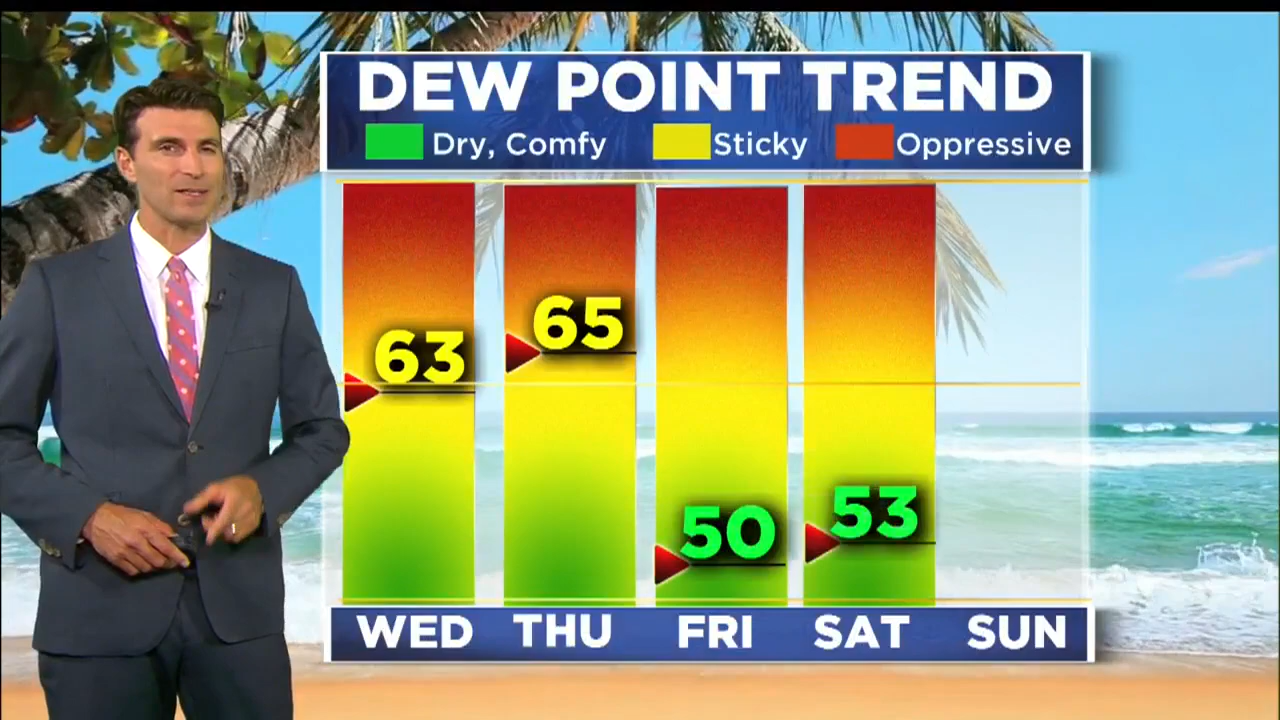 DEW POINT TREND
Dry, Comfy Sticky Oppressive
63 65 50 53
WED THU FRI SAT SUN